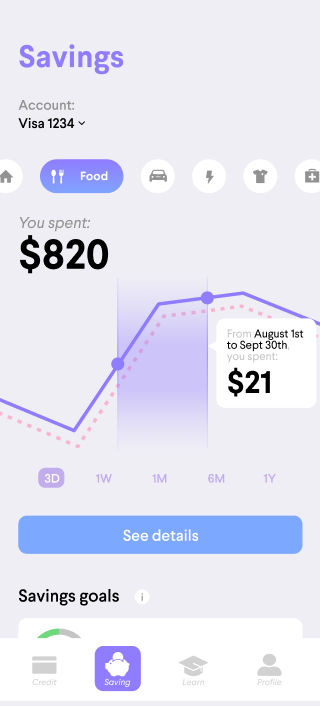 Savings
Account:
Visa 1234
Food
You spent:
$820
From August 1st
to Sept 30th.
you spent:
$21
3D 1W 1M 6M 1Y
See details
Savings goals i
Credit Saving Learn Profile